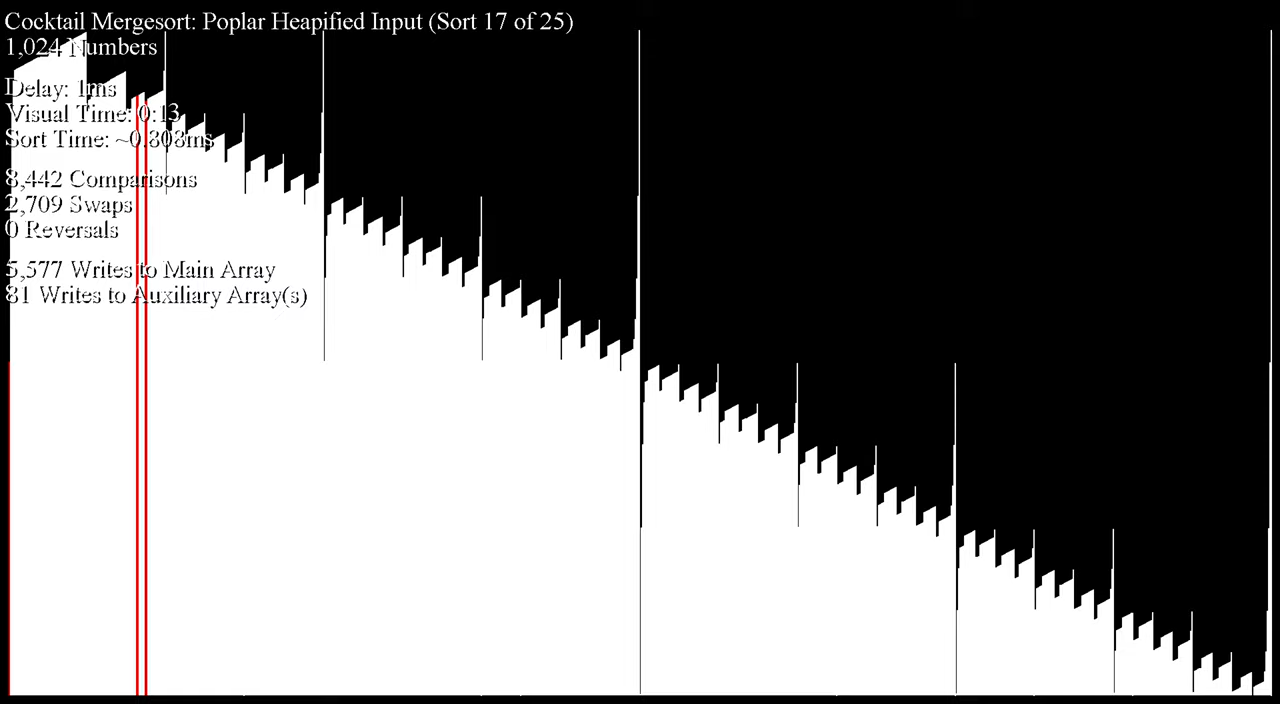 Cocktail Mergesort: Poplar Heapified Input (Sort 17 of 25)
1,024 Numbers
Delay: 1ms
Visual Time: 0:13
Sort Time: ~0.808ms
8,442 Comparisons
2,709 Swaps
0 Reversals
5,577 Writes to Main Array
81 Writes to Auxiliary Array(s)